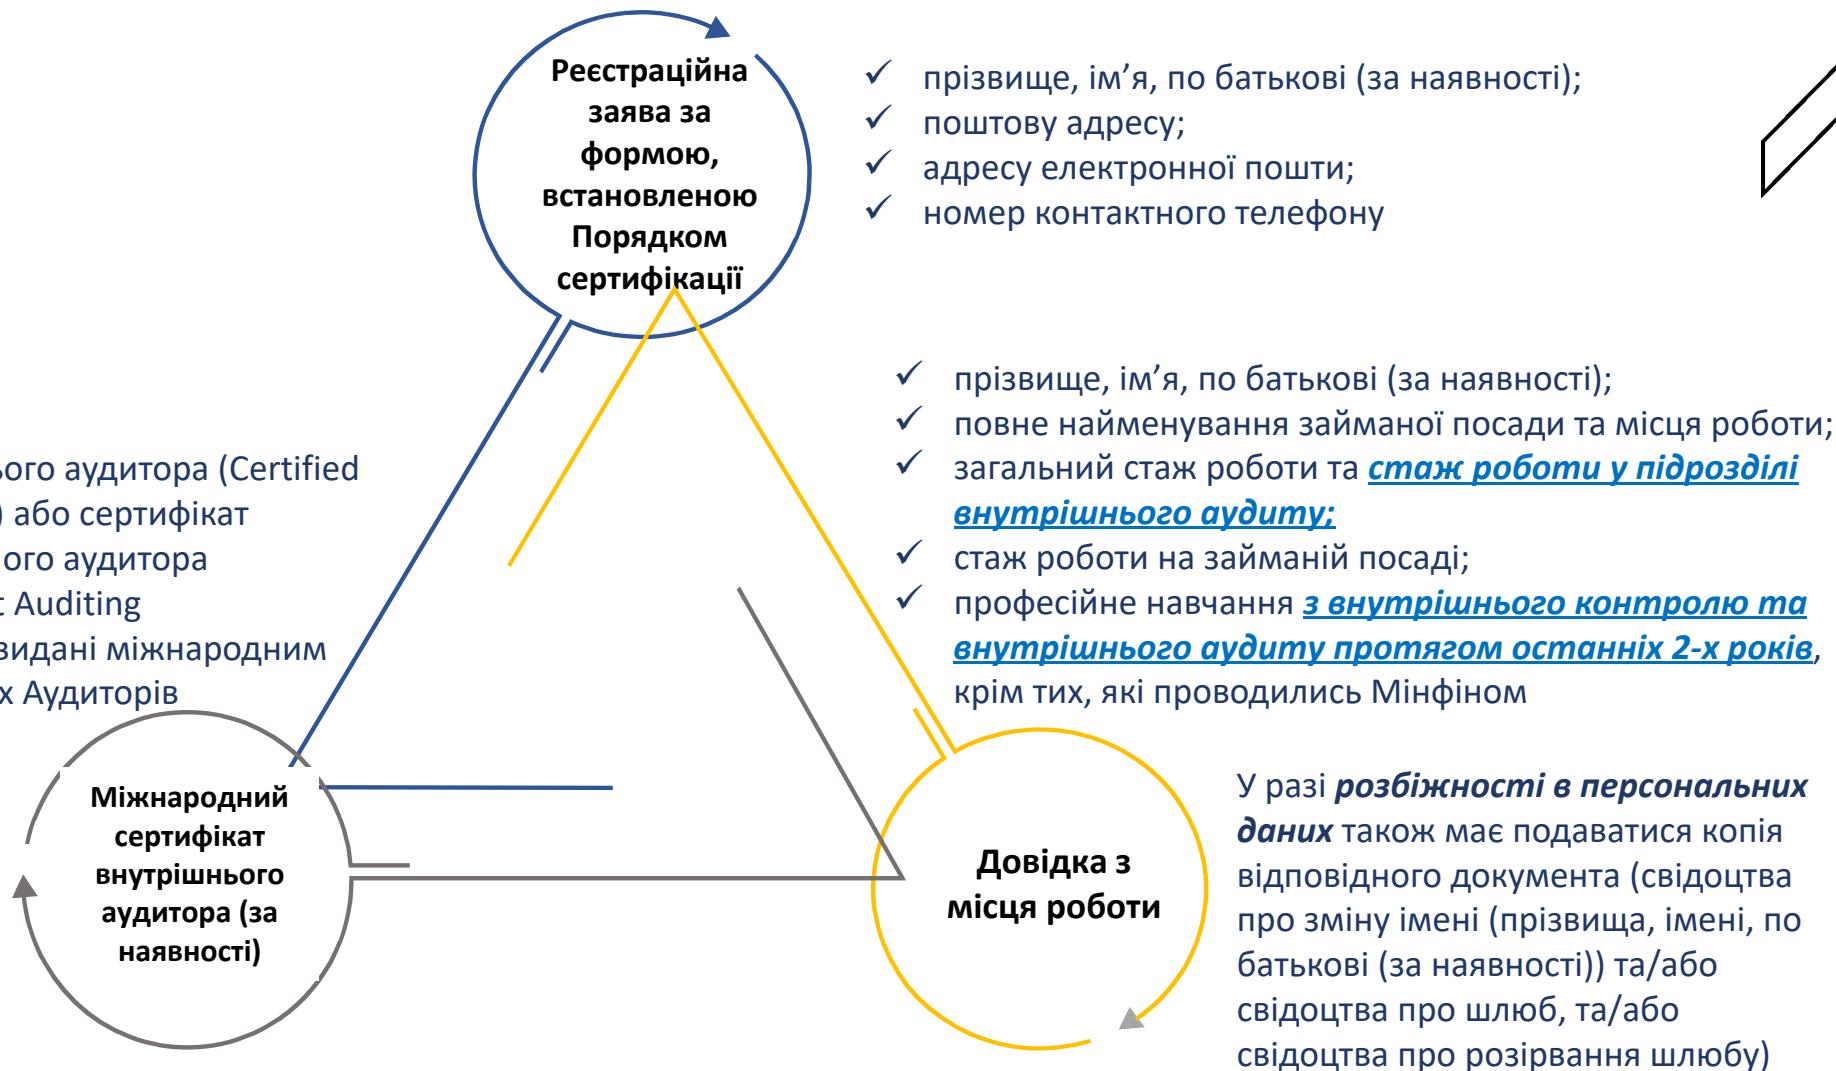 Реєстраційна
заява за
формою,
встановленою
Порядком
сертифікації
✓ прізвище, ім’я, по батькові (за наявності);
✓ поштову адресу;
✓ адресу електронної пошти;
✓ номер контактного телефону
✓ прізвище, ім’я, по батькові (за наявності);
✓ повне найменування займаної посади та місця роботи;
✓ загальний стаж роботи та стаж роботи у підрозділі
внутрішнього аудиту;
✓ стаж роботи на займаній посаді;
✓ професійне навчання з внутрішнього контролю та
внутрішнього аудиту протягом останніх 2-х років,
крім тих, які проводились Мінфіном
ього аудитора (Certified
) або сертифікат
ного аудитора
t Auditing
видані міжнародним
х Аудиторів
Міжнародний
сертифікат
внутрішнього
аудитора (за
наявності)
Довідка з
місця роботи
У разі розбіжності в персональних
даних також має подаватися копія
відповідного документа (свідоцтва
про зміну імені (прізвища, імені, по
батькові (за наявності)) та/або
свідоцтва про шлюб, та/або
свідоцтва про розірвання шлюбу)